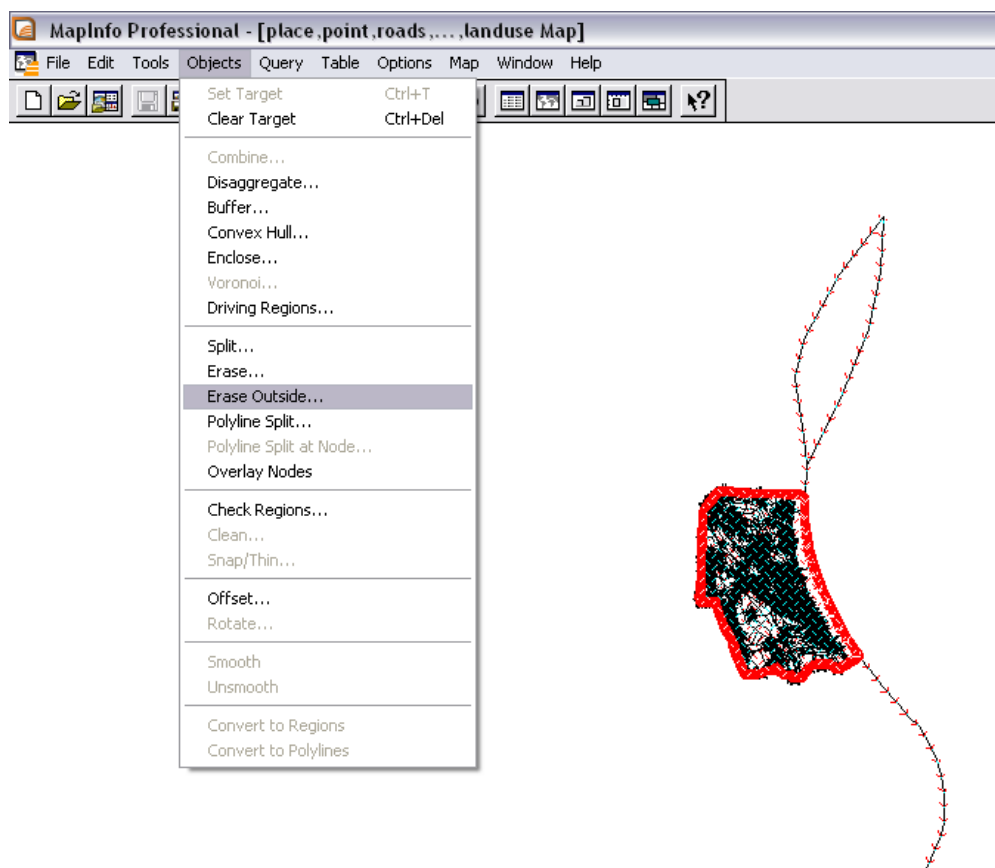 MapInfo Professional - [place,point,roads,...,landuse Map]
File Edit Tools Objects Query Table Options Map Window Help
Set Target Ctrl+T
Clear Target Ctrl+Del
Combine...
Disaggregate...
Buffer...
Convex Hull...
Enclose...
Voronoi...
Driving Regions...
Split...
Erase...
Erase Outside...
Polyline Split...
Polyline Split at Node...
Overlay Nodes
Check Regions...
Clean...
Snap/Thin...
Offset...
Rotate...
Smooth
Unsmooth
Convert to Regions
Convert to Polylines